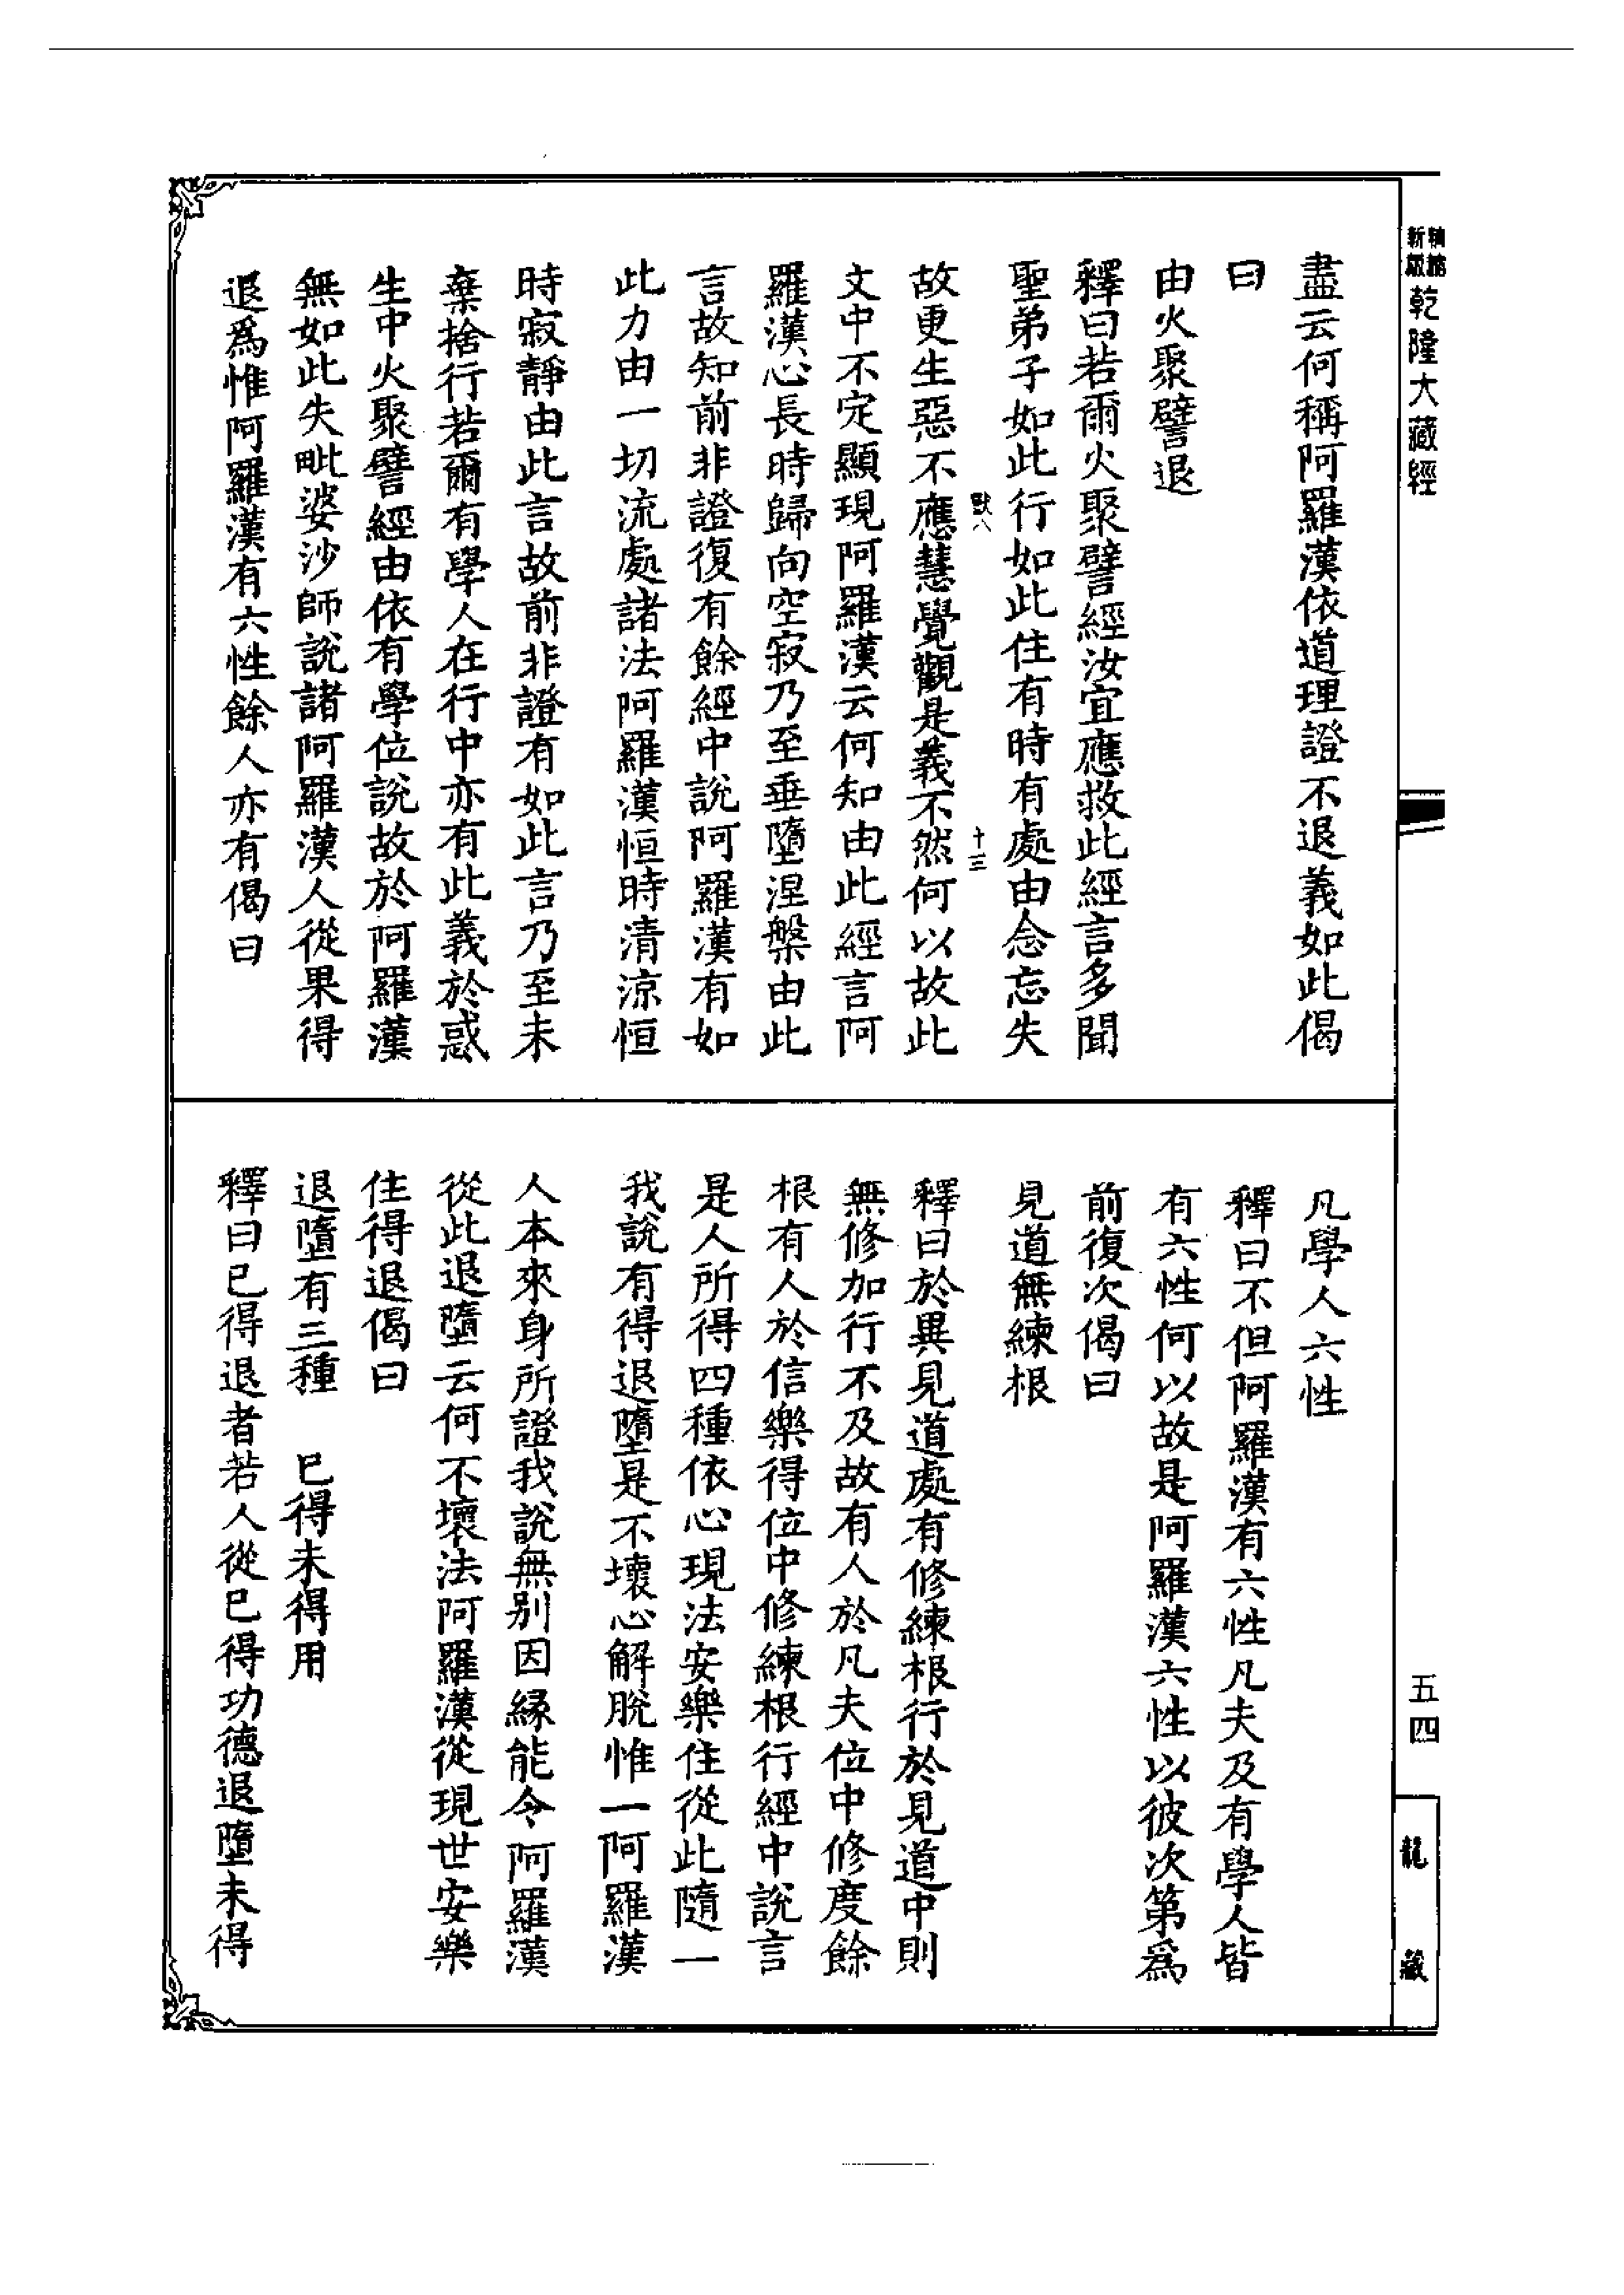 新縮版精
乾隆大藏經
五四
龍藏
盡云何稱阿羅漢依道理證不退義如此偈
曰
由火聚譬退
釋曰若爾火聚譬經汝宜應救此經言多聞
聖弟子如此行如此住有時有處由念忘失
故更生惡不應慧覺觀是義不然何以故此
十三
文中不定顯現阿羅漢云何知由此經言阿
羅漢心長時歸向空寂乃至垂墮涅槃由此
言故知前非證復有餘經中說阿羅漢有如
此力由一切流處諸法阿羅漢恒時清涼恒
時寂靜由此言故前非證有如此言乃至未
棄捨行若爾有學人在行中亦有此義於惑
生中火聚譬經由依有學位說故於阿羅漢
無如此失毗婆沙師說諸阿羅漢人從果得
退為惟阿羅漢有六性餘人亦有偈曰
凡學人六性
釋曰不但阿羅漢有六性凡夫及有學人皆
有六性何以故是阿羅漢六性以彼次第為
前復次偈曰
見道無練根
釋曰於異見道處有修練根行於見道中則
無修加行不及故有人於凡夫位中修度餘
根有人於信樂得位中修練根行經中說言
是人所得四種依心現法安樂住從此隨一
我說有得退墮是不壞心解脫惟一阿羅漢
人本來身所證我說無別因緣能令阿羅漢
從此退墮云何不壞法阿羅漢從現世安樂
住得退偈曰
退墮有三種　已得未得用
釋曰已得退者若人從已得功德退墮未得